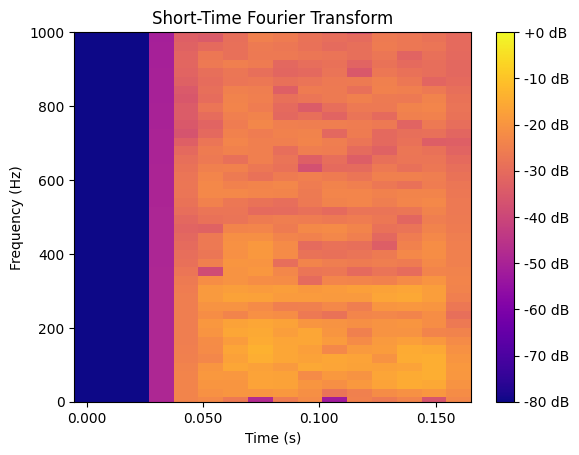 Short-Time Fourier Transform
1000
800
600
400
200
0
Frequency (Hz)
0.000
0.050
0.100
0.150
Time (s)
+0 dB
-10 dB
-20 dB
-30 dB
-40 dB
-50 dB
-60 dB
-70 dB
-80 dB